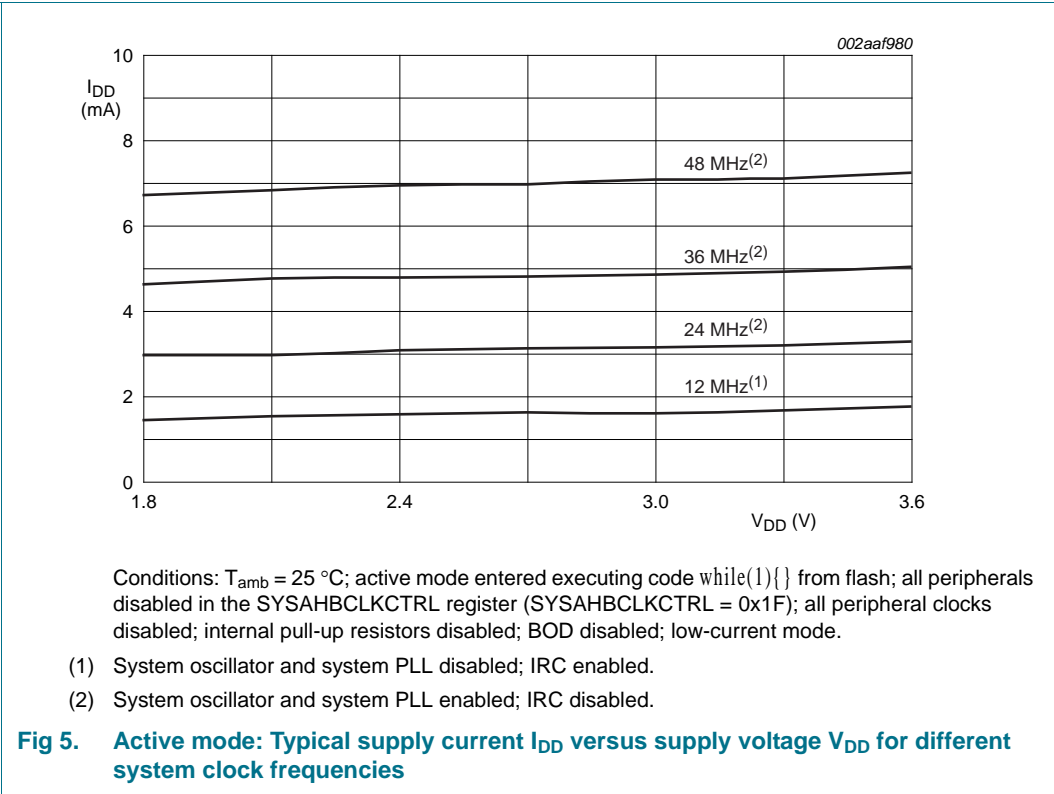 002aaf980
10
IDD
(mA)
8
48 MHz(2)
6
36 MHz(2)
4
24 MHz(2)
12 MHz(1)
2
0
1.8 2.4 3.0 3.6
VDD (V)
Conditions: Tamb = 25 °C; active mode entered executing code while(1){} from flash; all peripherals
disabled in the SYSAHBCLKCTRL register (SYSAHBCLKCTRL = 0x1F); all peripheral clocks
disabled; internal pull-up resistors disabled; BOD disabled; low-current mode.
(1) System oscillator and system PLL disabled; IRC enabled.
(2) System oscillator and system PLL enabled; IRC disabled.
Fig 5. Active mode: Typical supply current IDD versus supply voltage VDD for different
system clock frequencies